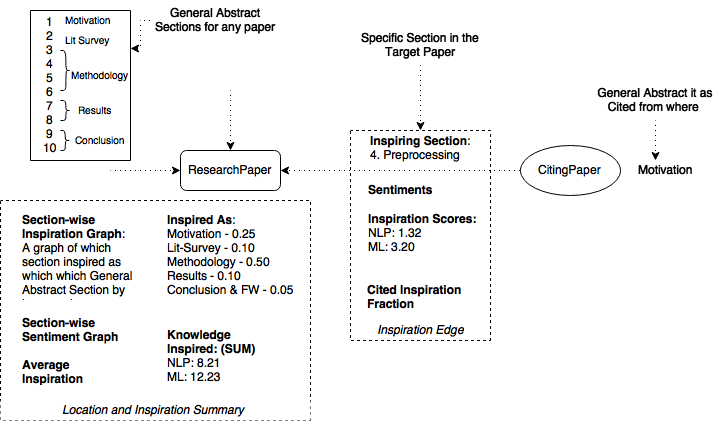 1 Motivation
2 Lit Survey
3
4
5 Methodology
6
7 Results
8
9 Conclusion
10
General Abstract
Sections for any paper
Specific Section in the
Target Paper
General Abstract it as
Cited from where
ResearchPaper
Inspiring Section:
4. Preprocessing
Sentiments
Inspiration Scores:
NLP: 1.32
ML: 3.20
Cited Inspiration
Fraction
Inspiration Edge
CitingPaper
Motivation
Section-wise
Inspiration Graph:
A graph of which
section inspired as
which which General
Abstract Section by
Section-wise
Sentiment Graph
Average
Inspiration
Inspired As:
Motivation - 0.25
Lit-Survey - 0.10
Methodology - 0.50
Results - 0.10
Conclusion & FW - 0.05
Knowledge
Inspired: (SUM)
NLP: 8.21
ML: 12.23
Location and Inspiration Summary